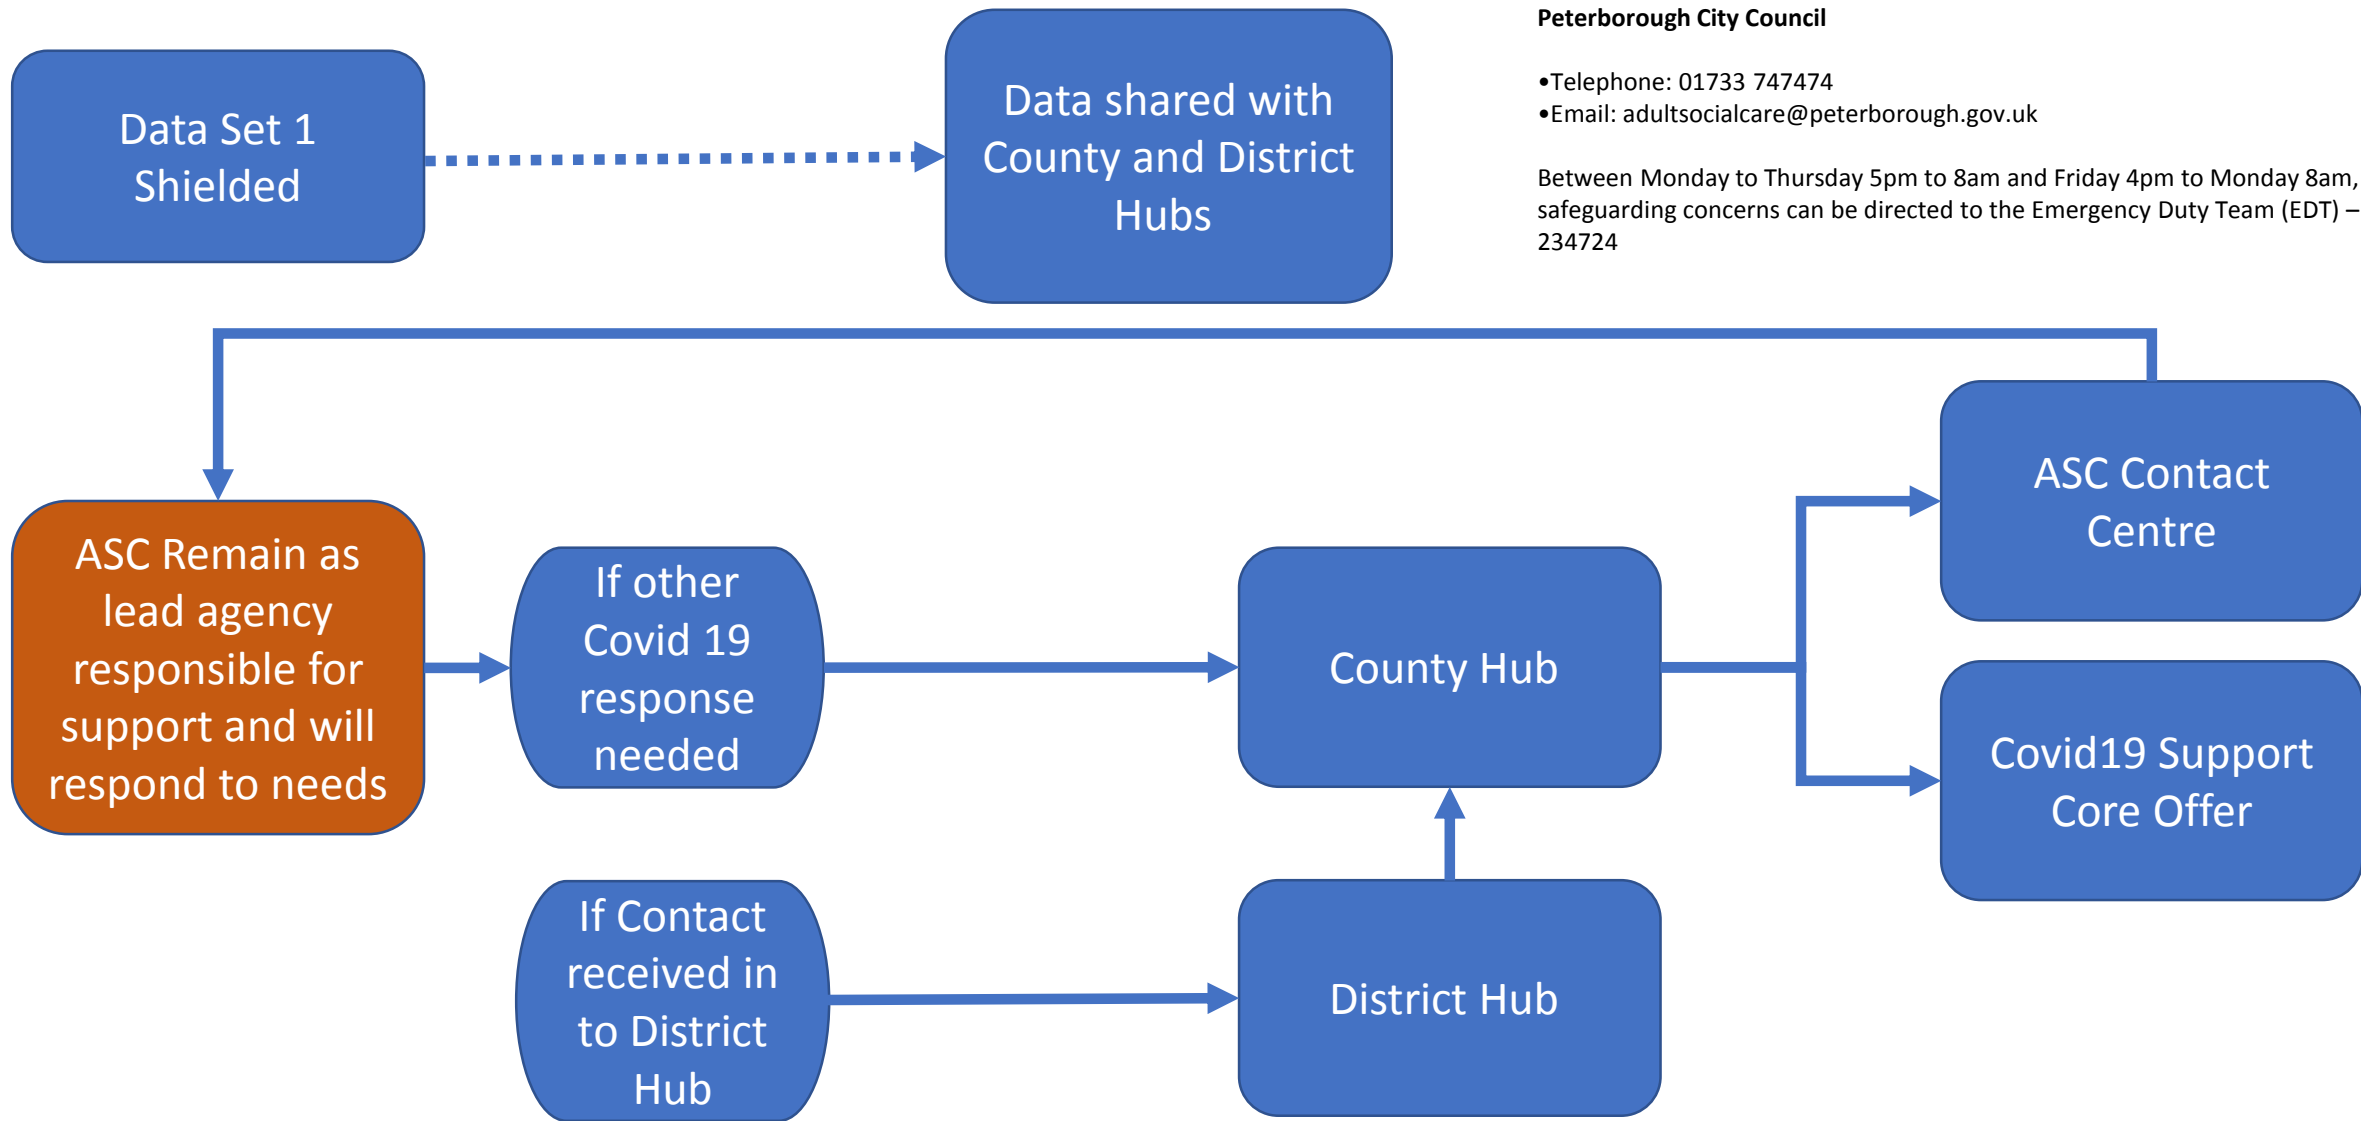 Peterborough City Council
•Telephone: 01733 747474
•Email: adultsocialcare@peterborough.gov.uk
Between Monday to Thursday 5pm to 8am and Friday 4pm to Monday 8am,
safeguarding concerns can be directed to the Emergency Duty Team (EDT) –
234724
Data Set 1
Shielded
Data shared with
County and District
Hubs
ASC Remain as
lead agency
responsible for
support and will
respond to needs
If other
Covid 19
response
needed
County Hub
ASC Contact
Centre
Covid19 Support
Core Offer
If Contact
received in
to District
Hub
District Hub